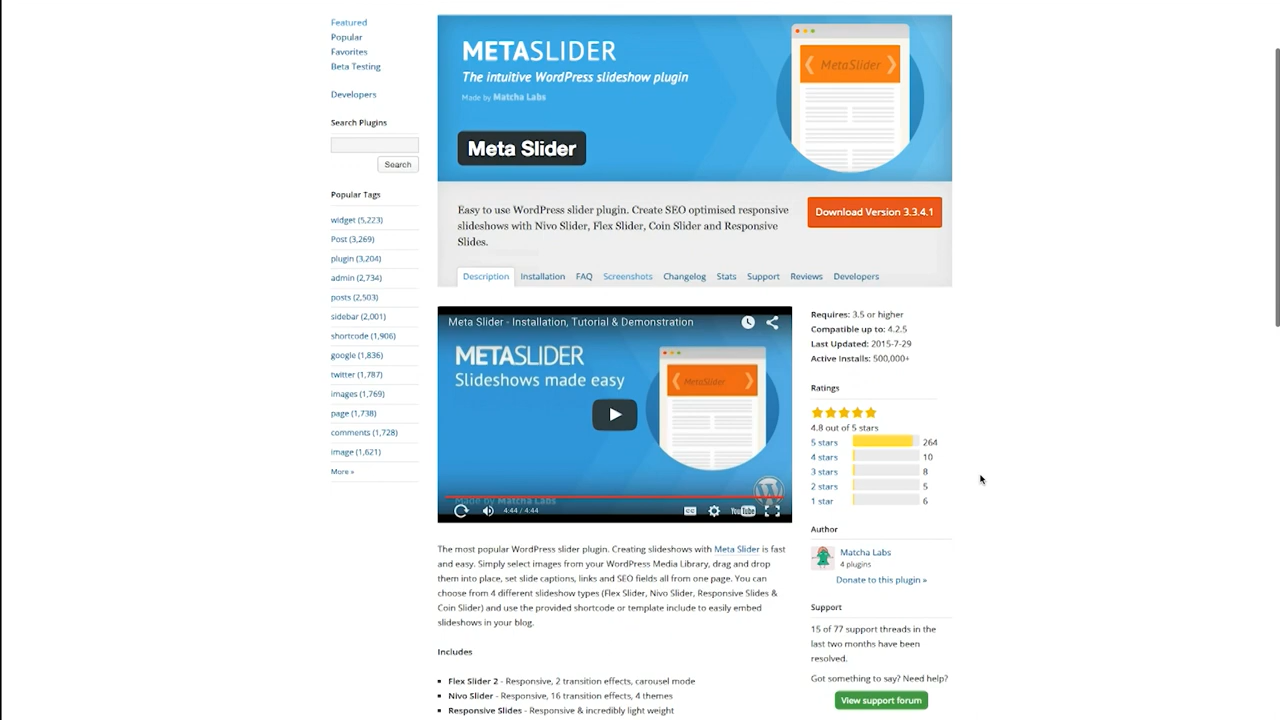 Featured
Popular
Favorites
Beta Testing
Developers
Search Plugins
Search
Popular Tags
widget (5,223)
Post (3,269)
plugin (3,204)
admin (2,734)
posts (2,503)
sidebar (2,001)
shortcode (1,906)
google (1,836)
twitter (1,787)
images (1,769)
page (1,738)
comments (1,728)
image (1,621)
More »
METASLIDER
The intuitive WordPress slideshow plugin
Made by Matcha Labs
MetaSlider
Meta Slider
Easy to use WordPress slider plugin. Create SEO optimised responsive
slideshows with Nivo Slider, Flex Slider, Coin Slider and Responsive
Slides.
Download Version 3.3.4.1
Description Installation FAQ Screenshots Changelog Stats Support Reviews Developers
Meta Slider - Installation, Tutorial & Demonstration
METASLIDER
Slideshows made easy
MetaSlider
Made by Matcha Labs
4:44 / 4:44
CC
YouTube
The most popular WordPress slider plugin. Creating slideshows with Meta Slider is fast
and easy. Simply select images from your WordPress Media Library, drag and drop
them into place, set slide captions, links and SEO fields all from one page. You can
choose from 4 different slideshow types (Flex Slider, Nivo Slider, Responsive Slides &
Coin Slider) and use the provided shortcode or template include to easily embed
slideshows in your blog.
Includes
Flex Slider 2 - Responsive, 2 transition effects, carousel mode
Nivo Slider - Responsive, 16 transition effects, 4 themes
Responsive Slides - Responsive & incredibly light weight
Requires: 3.5 or higher
Compatible up to: 4.2.5
Last Updated: 2015-7-29
Active Installs: 500,000+
Ratings
4.8 out of 5 stars
5 stars 264
4 stars 10
3 stars 8
2 stars 5
1 star 6
Author
Matcha Labs
4 plugins
Donate to this plugin »
Support
15 of 77 support threads in the
last two months have been
resolved.
Got something to say? Need help?
View support forum